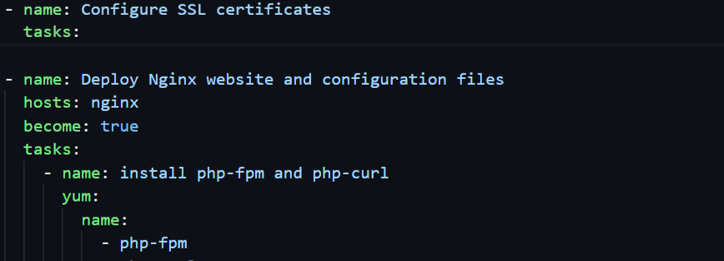 - name: Configure SSL certificates
tasks:
- name: Deploy Nginx website and configuration files
hosts: nginx
become: true
tasks:
- name: install php-fpm and php-curl
yum:
name:
- php-fpm